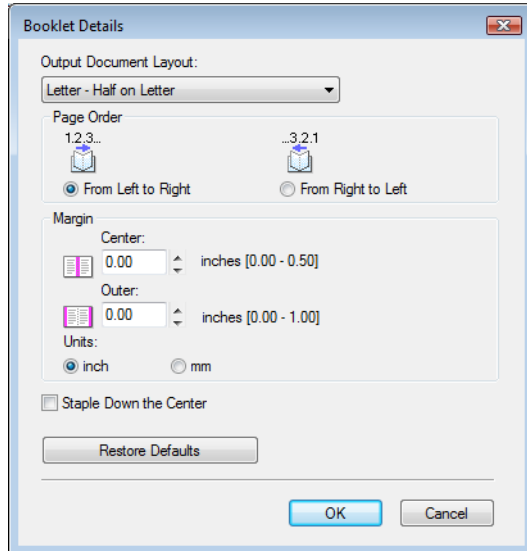 Booklet Details
Output Document Layout:
Letter - Half on Letter
Page Order
1.2.3... ...3.2.1
From Left to Right From Right to Left
Margin
Center:
0.00 inches [0.00 - 0.50]
Outer:
0.00 inches [0.00 - 1.00]
Units:
inch mm
Staple Down the Center
Restore Defaults
OK Cancel